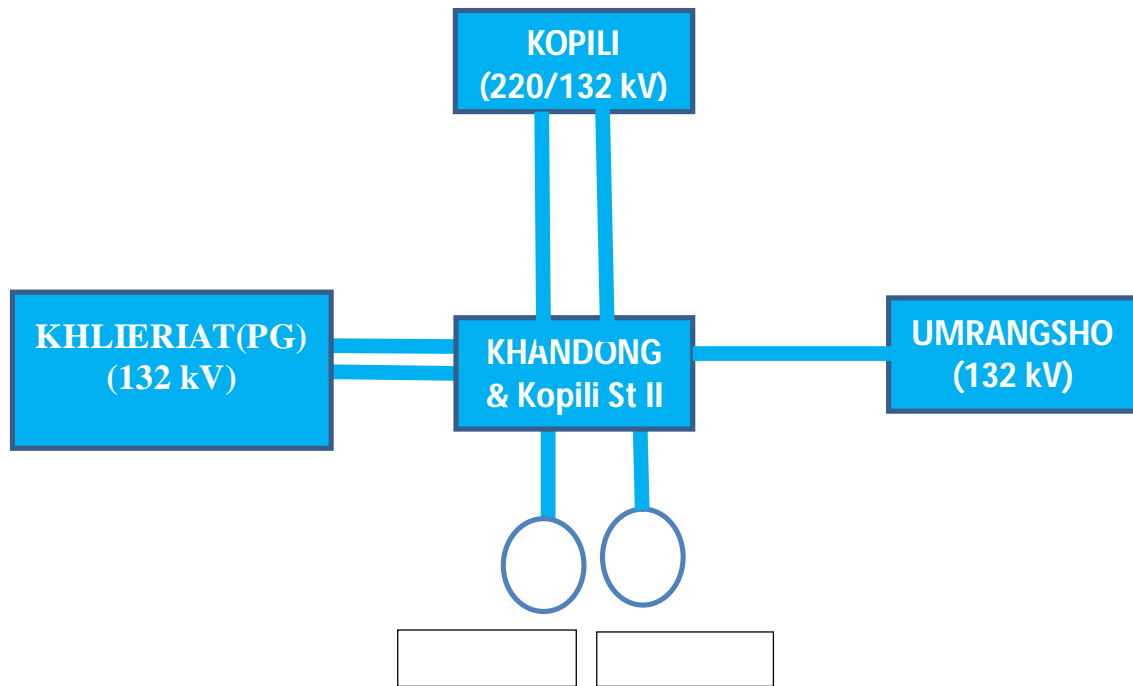 KOPILI
(220/132 kV)
KHLIERIAT(PG)
(132 kV)
KHANDONG
& Kopili St II
UMRANGSHO
(132 kV)